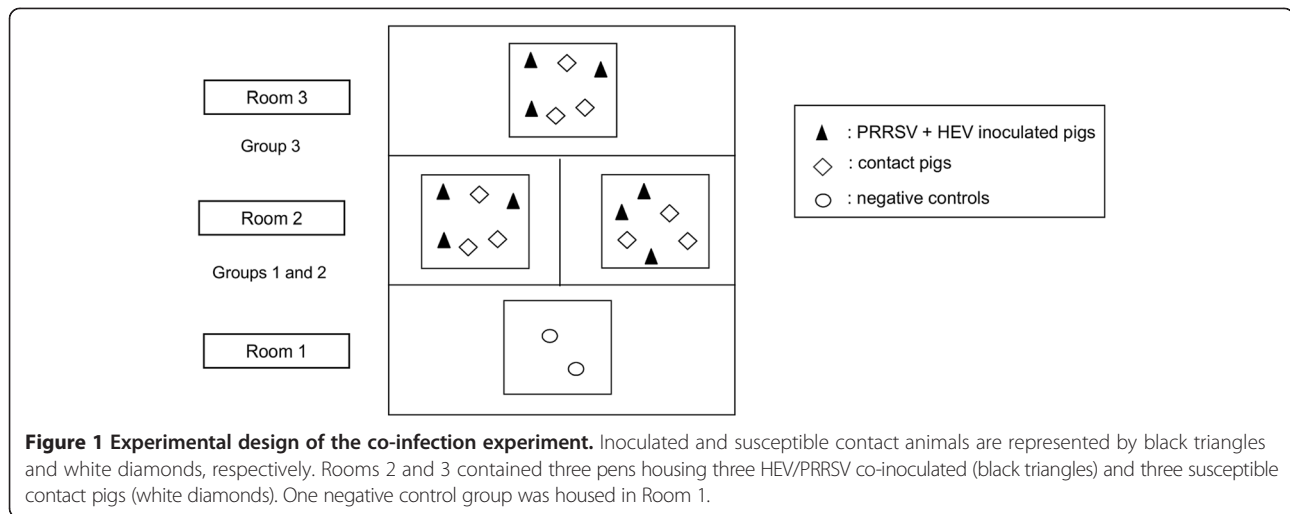 Room 3
Group 3
Room 2
Groups 1 and 2
Room 1
: PRRSV + HEV inoculated pigs
: contact pigs
: negative controls
Figure 1 Experimental design of the co-infection experiment. Inoculated and susceptible contact animals are represented by black triangles
and white diamonds, respectively. Rooms 2 and 3 contained three pens housing three HEV/PRRSV co-inoculated (black triangles) and three susceptible
contact pigs (white diamonds). One negative control group was housed in Room 1.